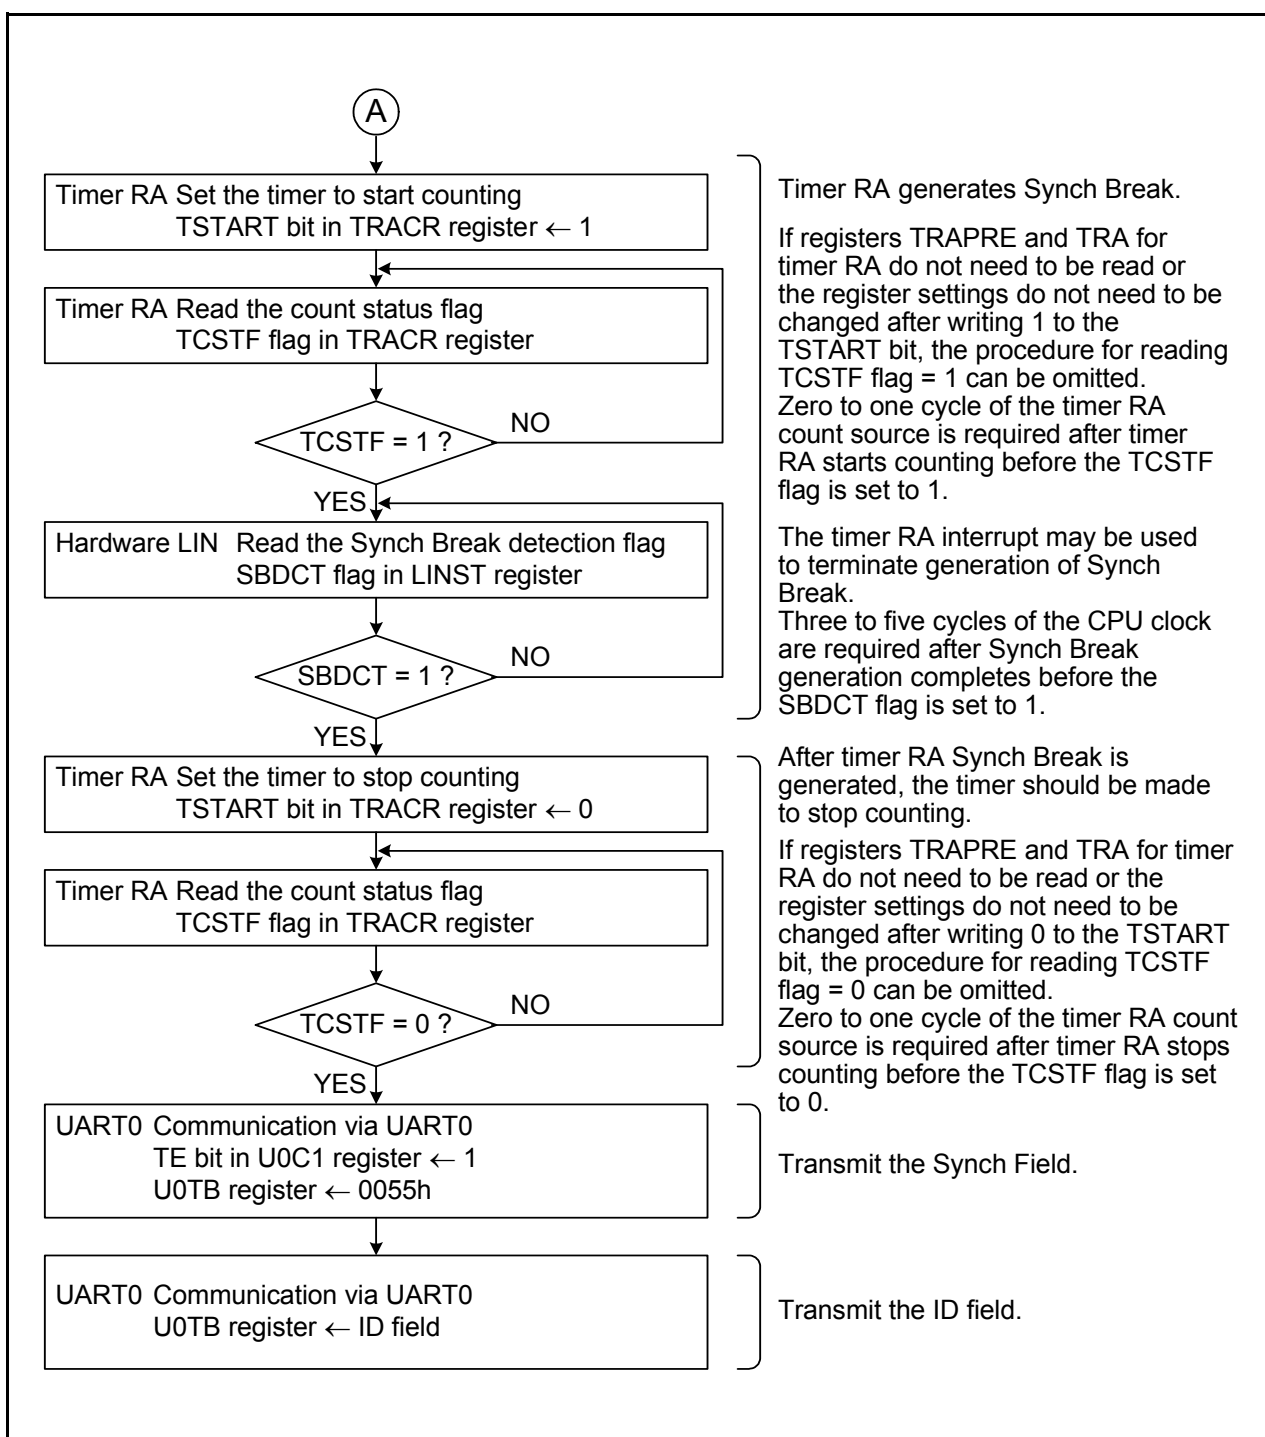 A
Timer RA Set the timer to start counting
TSTART bit in TRACR register ← 1
Timer RA Read the count status flag
TCSTF flag in TRACR register
TCSTF = 1 ?
NO
YES
Hardware LIN Read the Synch Break detection flag
SBDCT flag in LINST register
SBDCT = 1 ?
NO
YES
Timer RA generates Synch Break.
If registers TRAPRE and TRA for
timer RA do not need to be read or
the register settings do not need to be
changed after writing 1 to the
TSTART bit, the procedure for reading
TCSTF flag = 1 can be omitted.
Zero to one cycle of the timer RA
count source is required after timer
RA starts counting before the TCSTF
flag is set to 1.
The timer RA interrupt may be used
to terminate generation of Synch
Break.
Three to five cycles of the CPU clock
are required after Synch Break
generation completes before the
SBDCT flag is set to 1.
Timer RA Set the timer to stop counting
TSTART bit in TRACR register ← 0
Timer RA Read the count status flag
TCSTF flag in TRACR register
TCSTF = 0 ?
NO
YES
After timer RA Synch Break is
generated, the timer should be made
to stop counting.
If registers TRAPRE and TRA for timer
RA do not need to be read or the
register settings do not need to be
changed after writing 0 to the TSTART
bit, the procedure for reading TCSTF
flag = 0 can be omitted.
Zero to one cycle of the timer RA count
source is required after timer RA stops
counting before the TCSTF flag is set
to 0.
UART0 Communication via UART0
TE bit in U0C1 register ← 1
U0TB register ← 0055h
Transmit the Synch Field.
UART0 Communication via UART0
U0TB register ← ID field
Transmit the ID field.